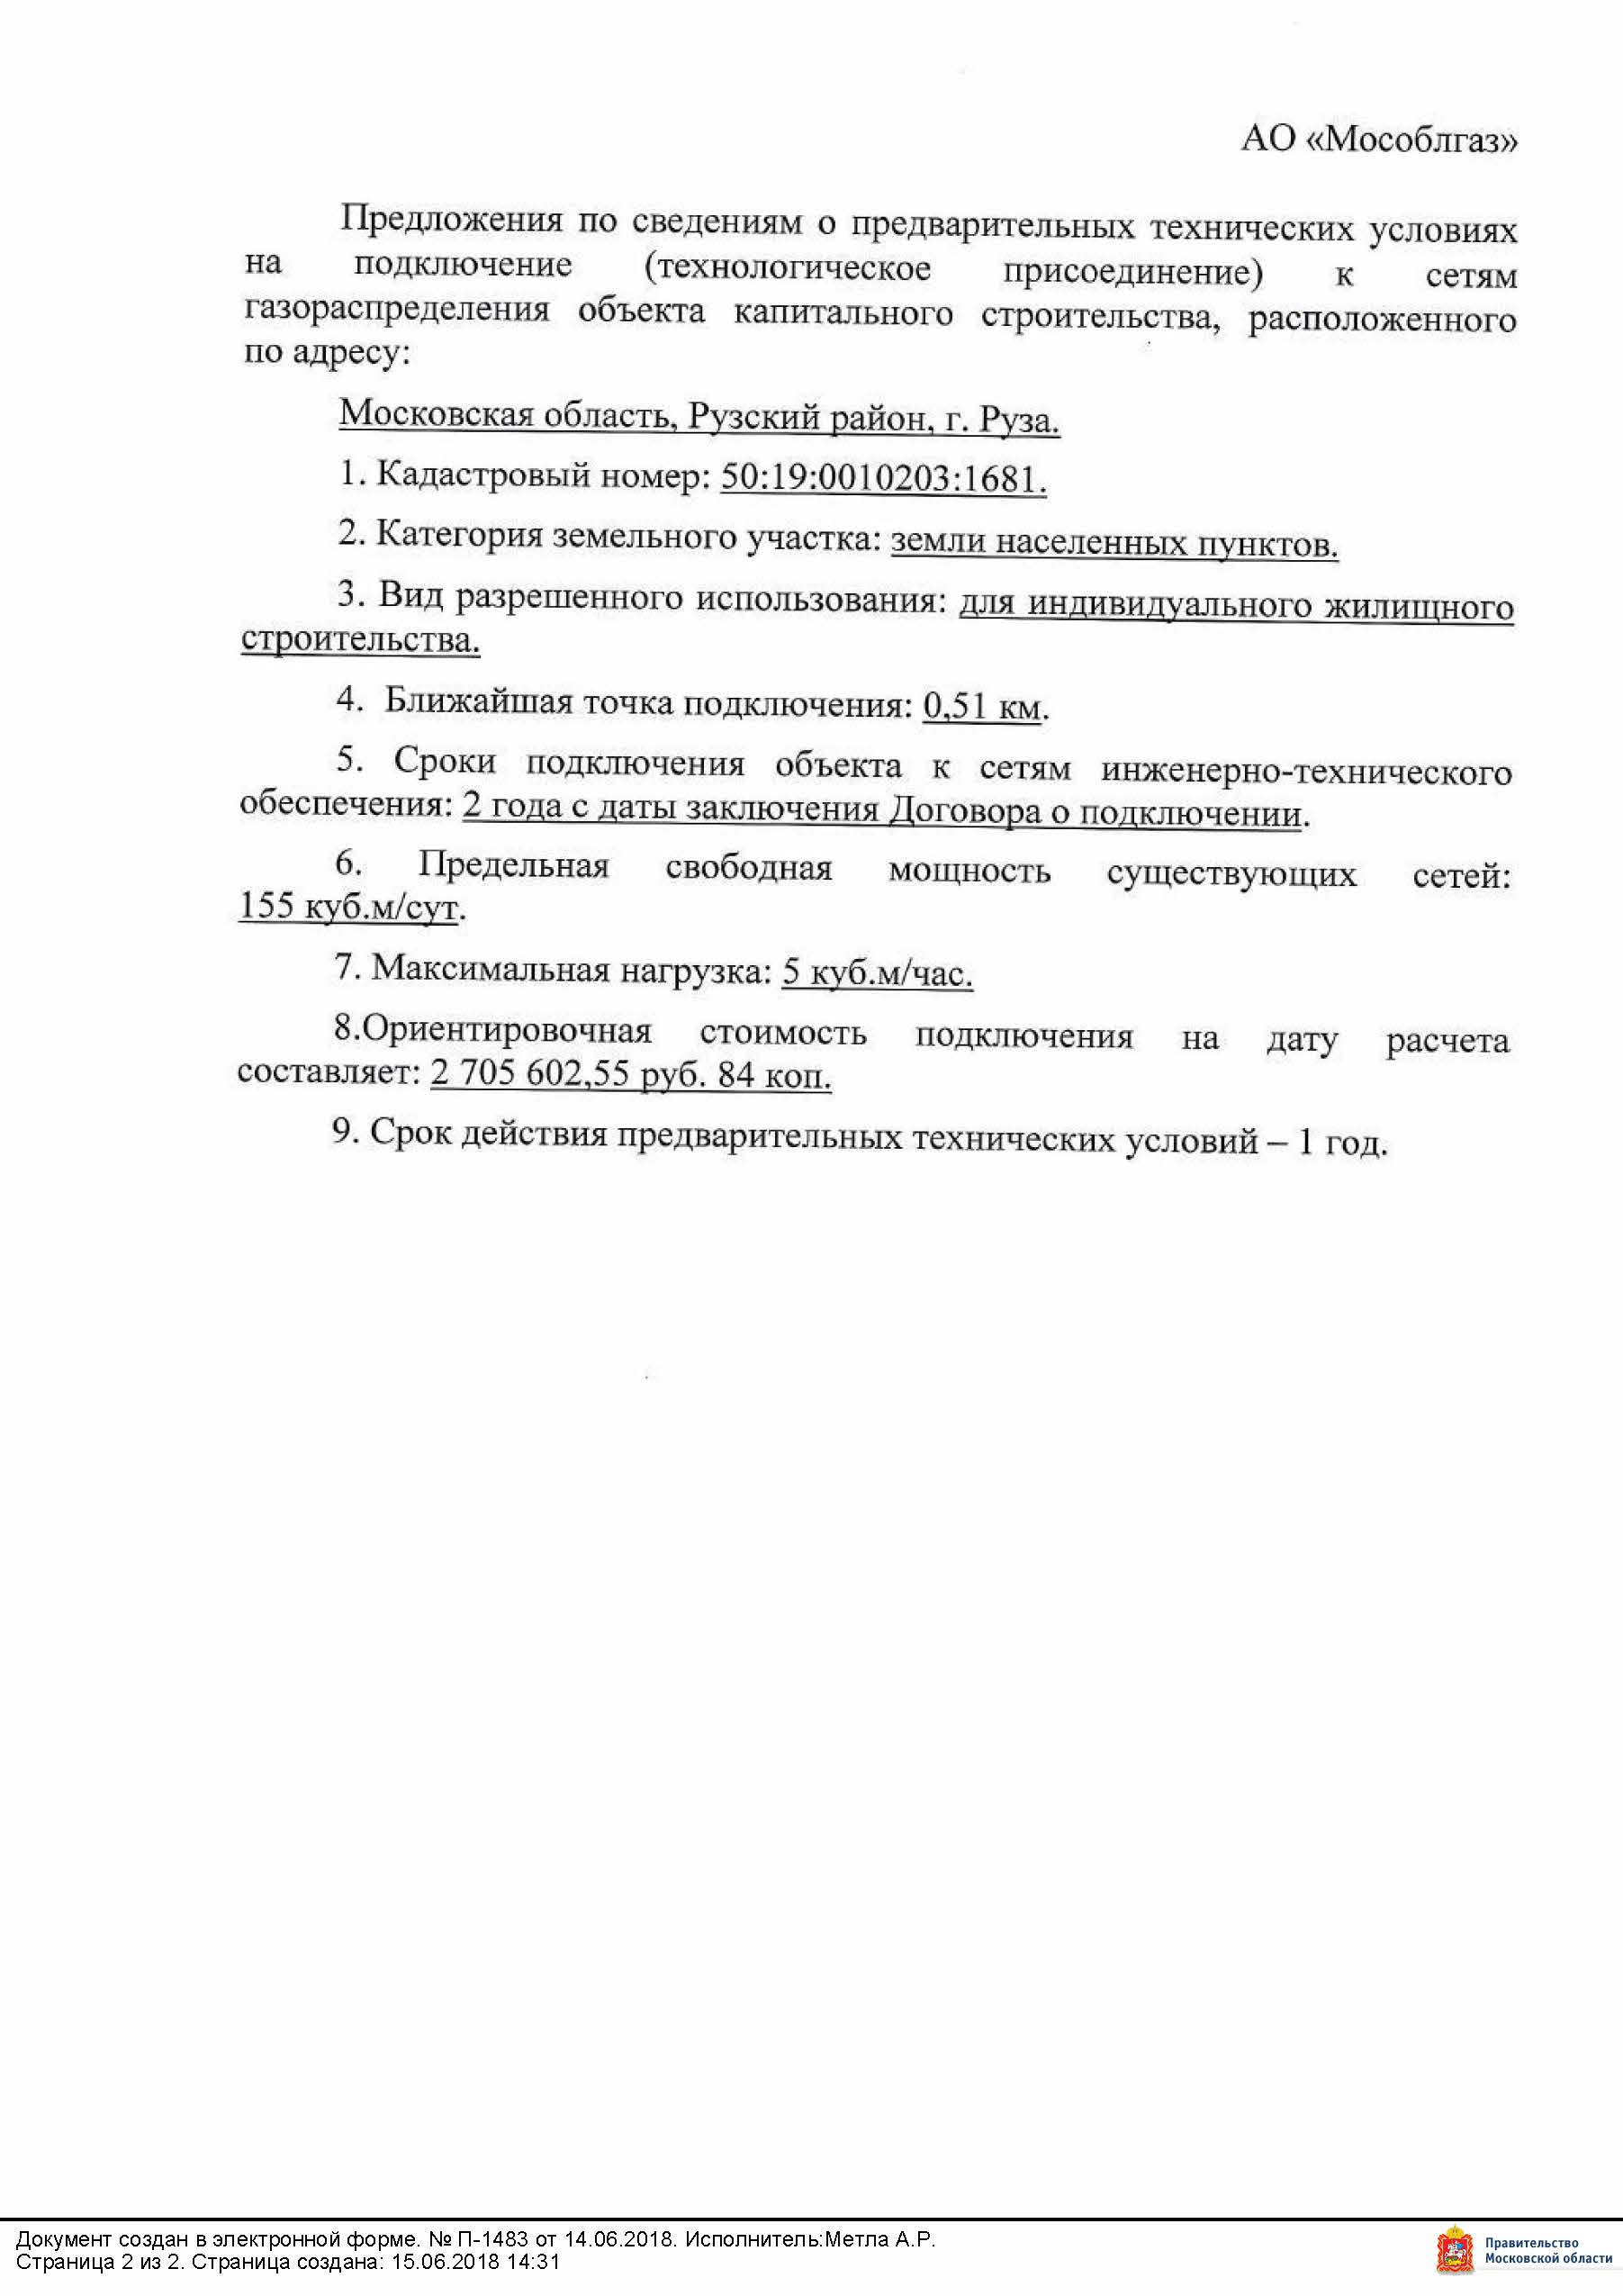 АО «Мособлгаз»
Предложения по сведениям о предварительных технических условиях
на подключение (технологическое присоединение) к сетям
газораспределения объекта капитального строительства, расположенного
по адресу:
Московская область, Рузский район, г. Руза.
1. Кадастровый номер: 50:19:0010203:1681.
2. Категория земельного участка: земли населенных пунктов.
3. Вид разрешенного использования: для индивидуального жилищного
строительства.
4. Ближайшая точка подключения: 0,51 км.
5. Сроки подключения объекта к сетям инженерно-технического
обеспечения: 2 года с даты заключения Договора о подключении.
6. Предельная свободная мощность существующих сетей:
155 куб.м/сут.
7. Максимальная нагрузка: 5 куб.м/час.
8.Ориентировочная стоимость подключения на дату расчета
составляет: 2 705 602,55 руб. 84 коп.
9. Срок действия предварительных технических условий – 1 год.
Документ создан в электронной форме. № П-1483 от 14.06.2018. Исполнитель:Метла А.Р.
Страница 2 из 2. Страница создана: 15.06.2018 14:31
Правительство
Московской области